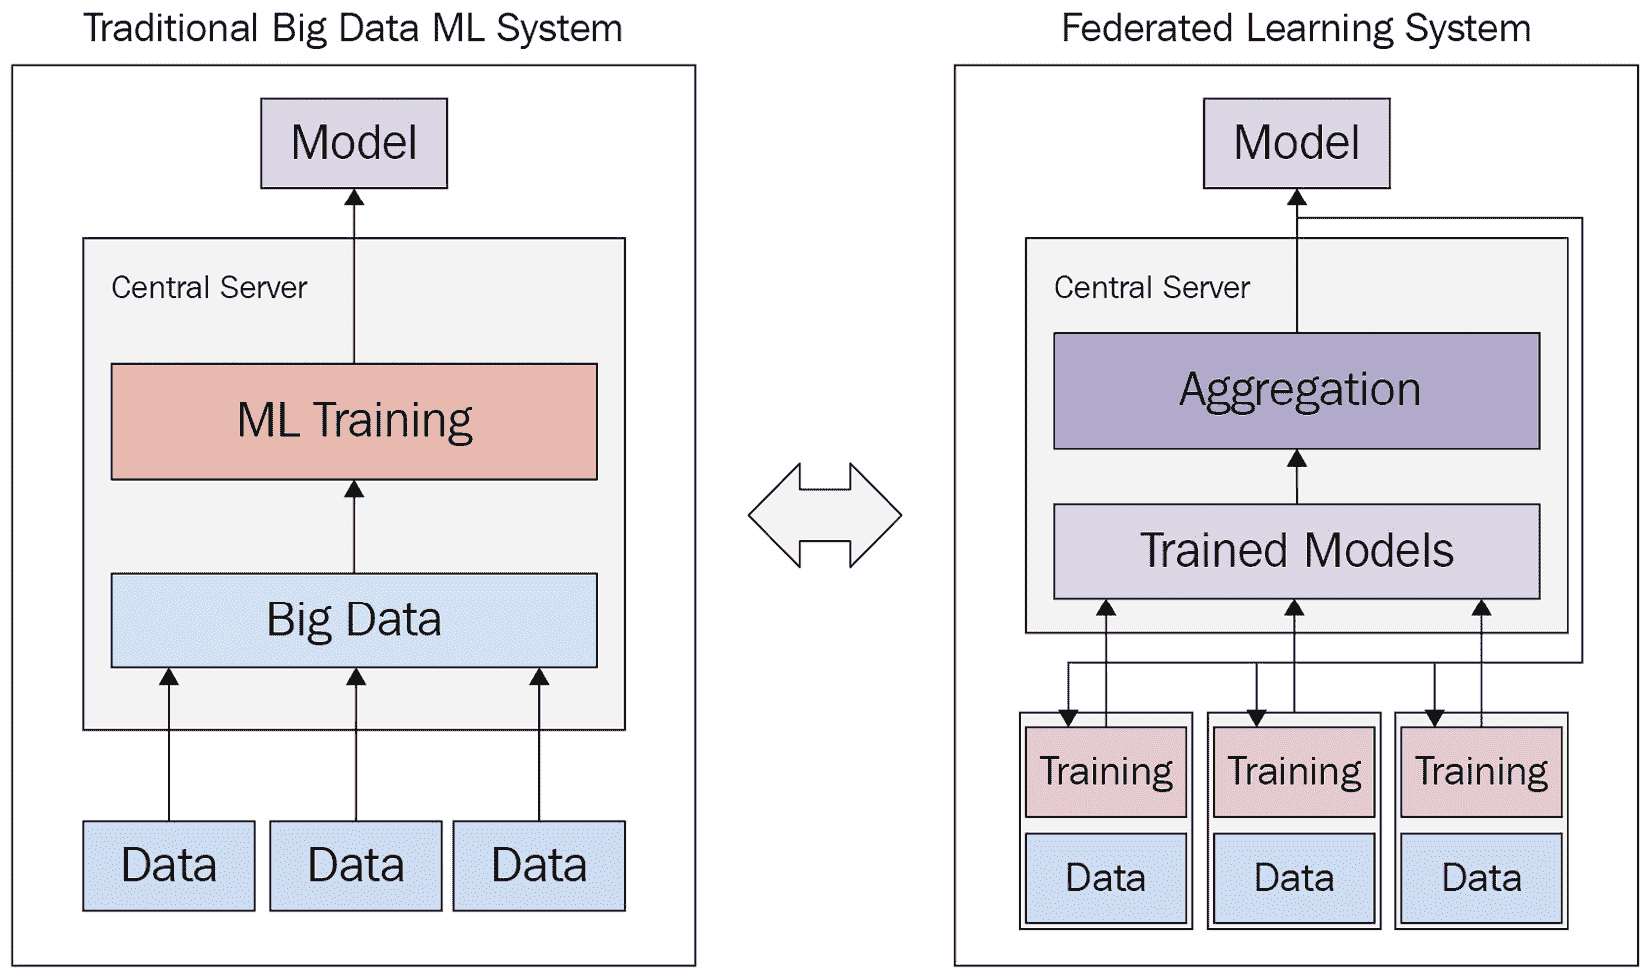 Traditional Big Data ML System
Model
Central Server
ML Training
Big Data
Data
Data
Data
Federated Learning System
Model
Central Server
Aggregation
Trained Models
Training
Training
Training
Data
Data
Data